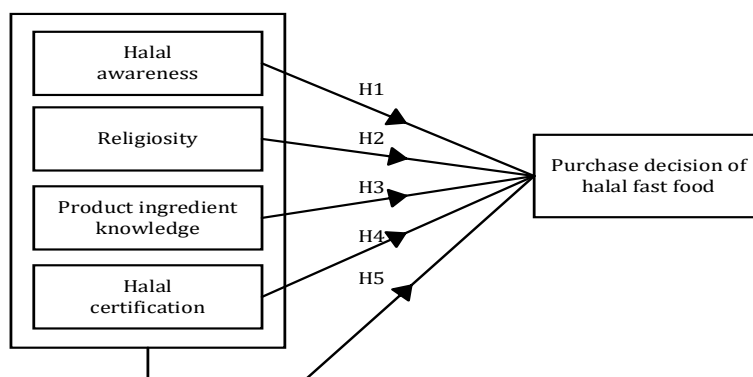 Halal
awareness
Religiosity
Product ingredient
knowledge
Halal
certification
H1
H2
H3
H4
H5
Purchase decision of
halal fast food